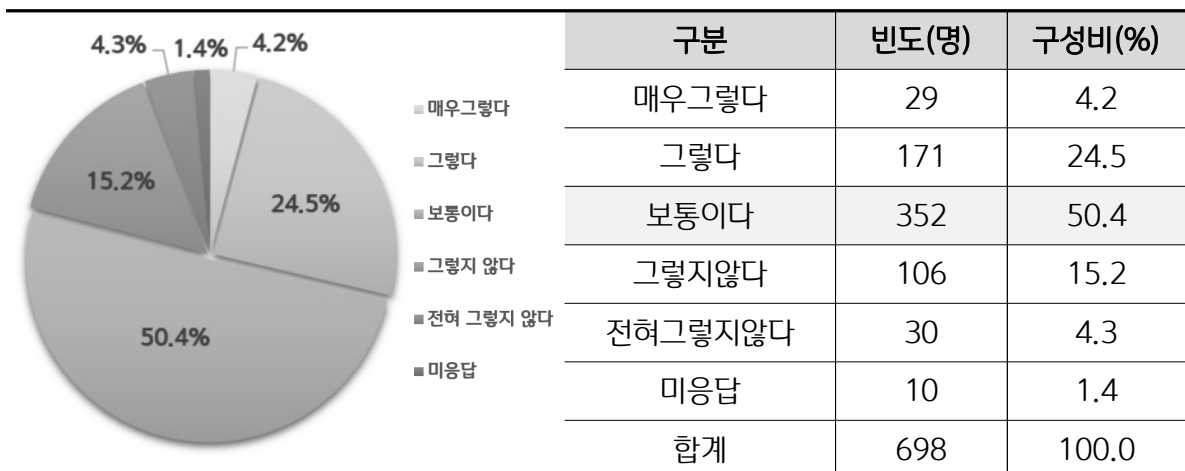 4.3%
1.4%
4.2%
15.2%
24.5%
50.4%
매우그렇다
그렇다
보통이다
그렇지 않다
전혀 그렇지 않다
미응답
구분 빈도(명) 구성비(%)
매우그렇다 29 4.2
그렇다 171 24.5
보통이다 352 50.4
그렇지않다 106 15.2
전혀그렇지않다 30 4.3
미응답 10 1.4
합계 698 100.0